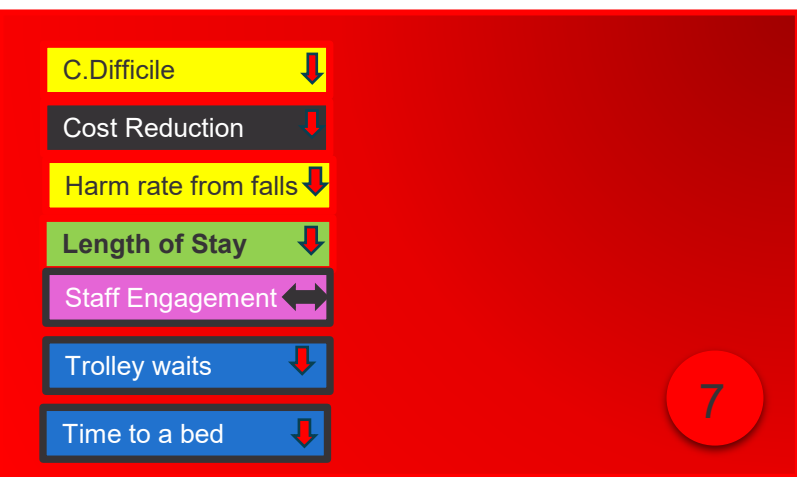 C.Difficile
Cost Reduction
Harm rate from falls
Length of Stay
Staff Engagement
Trolley waits
Time to a bed
7